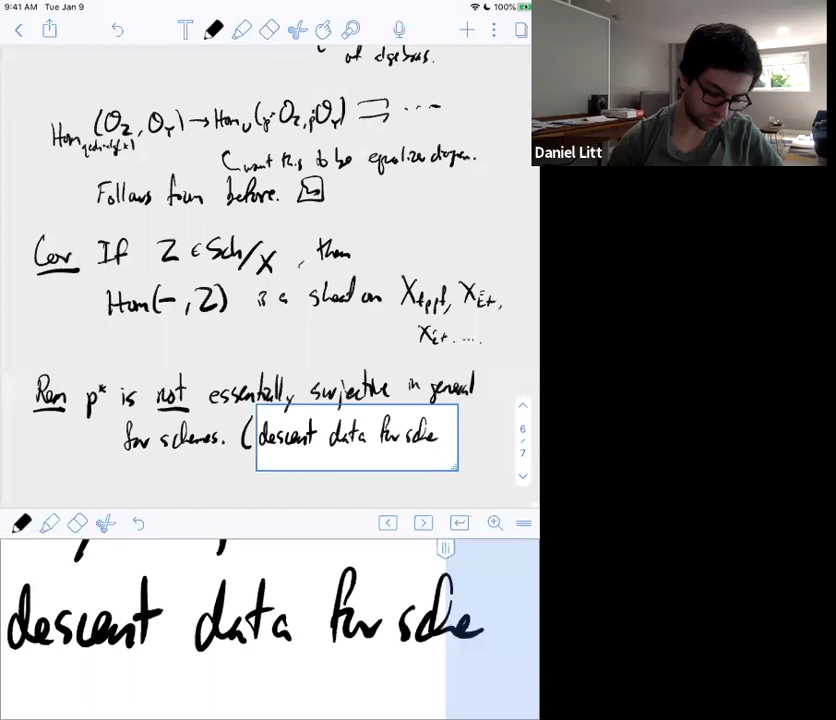 9:41 AM Tue Jan 9
100%
of algebras.
Hom (O_Z, O_Y) → Hom_U (p^* O_Z, p^* O_Y) ⇉ ...
want this to be equalizer diagram.
Follows from before.
Cor If Z ∈ Sch/X, then
Hom(-, Z) is a sheaf on X_fppf, X_Ét,
X_ét ....
Rem p* is not essentially surjective in general
for schemes. (descent data for sche
6
/
7
descent data for sche
Daniel Litt